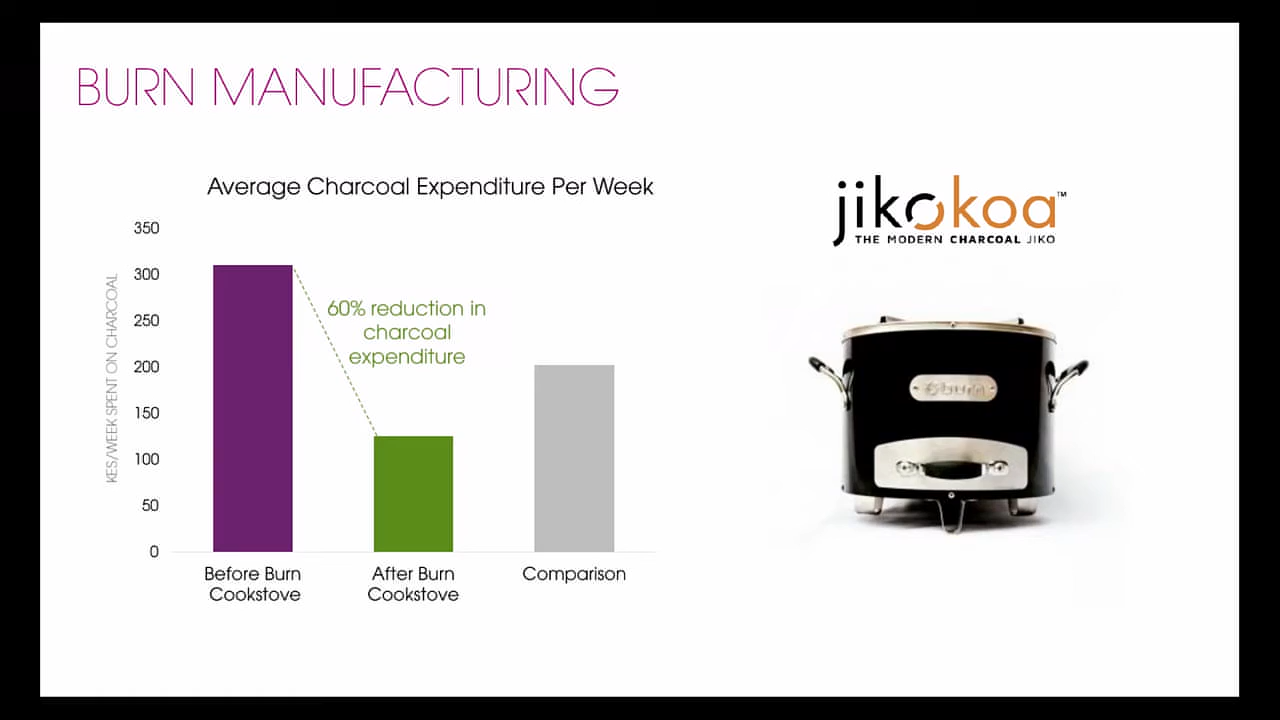 BURN MANUFACTURING
Average Charcoal Expenditure Per Week
KES/WEEK SPENT ON CHARCOAL
350
300
250
200
150
100
50
0
60% reduction in
charcoal
expenditure
Before Burn
Cookstove
After Burn
Cookstove
Comparison
jikokoa™
THE MODERN CHARCOAL JIKO
burn